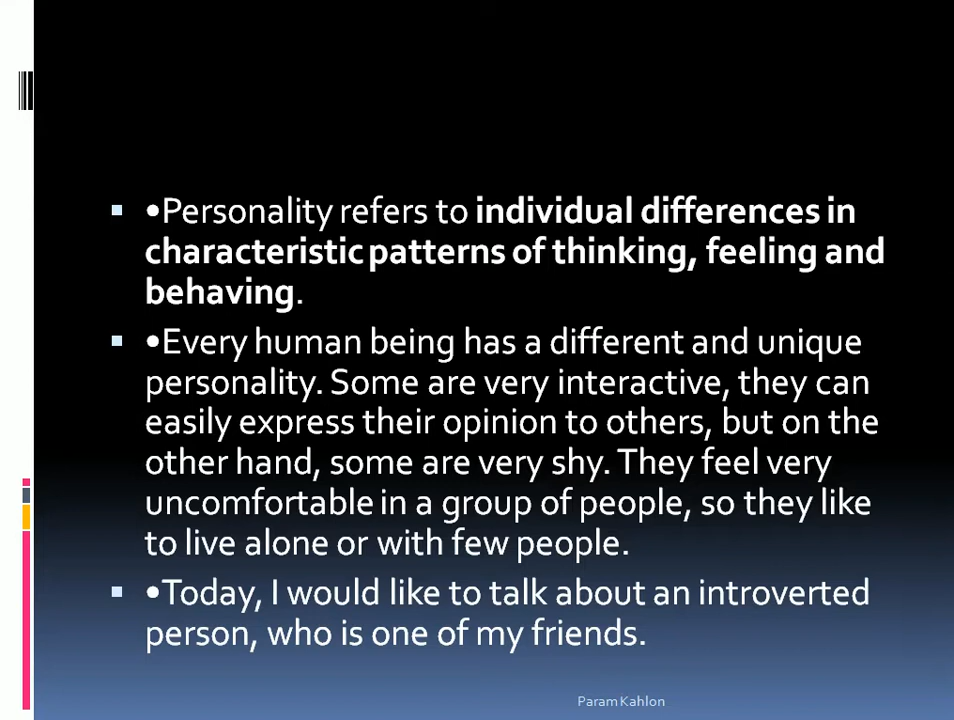 •Personality refers to individual differences in
characteristic patterns of thinking, feeling and
behaving.
•Every human being has a different and unique
personality. Some are very interactive, they can
easily express their opinion to others, but on the
other hand, some are very shy. They feel very
uncomfortable in a group of people, so they like
to live alone or with few people.
•Today, I would like to talk about an introverted
person, who is one of my friends.
Param Kahlon